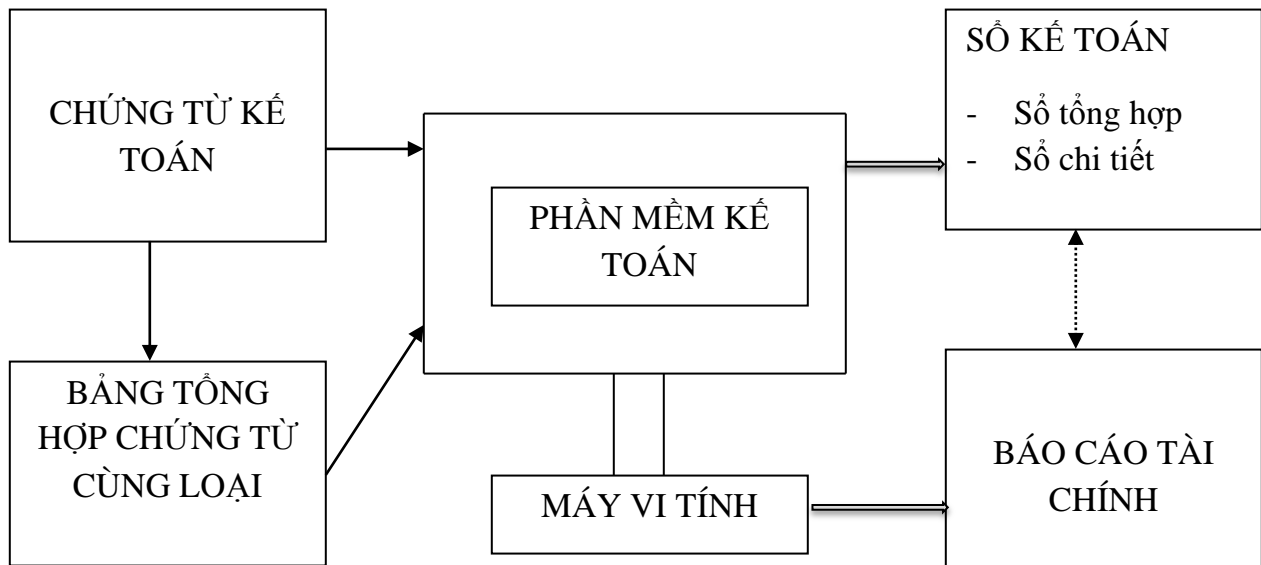 CHỨNG TỪ KẾ
TOÁN
BẢNG TỔNG
HỢP CHỨNG TỪ
CÙNG LOẠI
PHẦN MỀM KẾ
TOÁN
MÁY VI TÍNH
SỔ KẾ TOÁN
- Sổ tổng hợp
- Sổ chi tiết
BÁO CÁO TÀI
CHÍNH